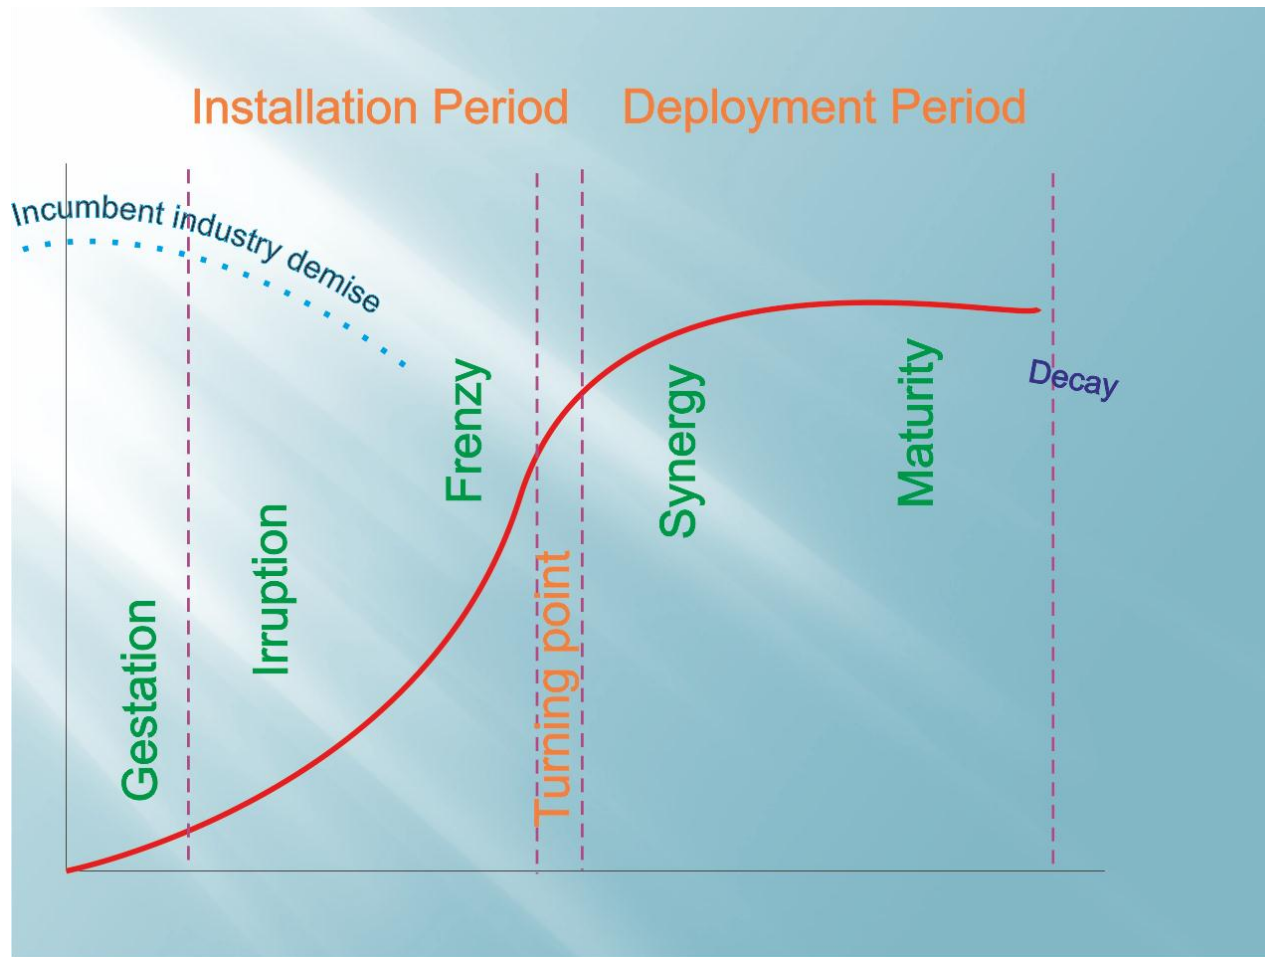 Installation Period
Deployment Period
Incumbent industry demise
Gestation
Irruption
Frenzy
Turning point
Synergy
Maturity
Decay